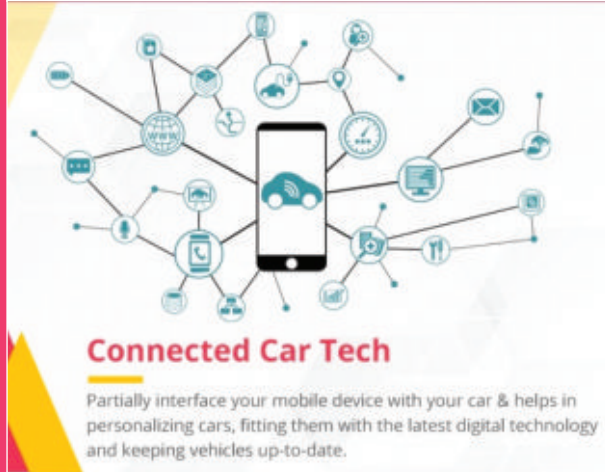 WWW
Connected Car Tech
Partially interface your mobile device with your car & helps in
personalizing cars, fitting them with the latest digital technology
and keeping vehicles up-to-date.